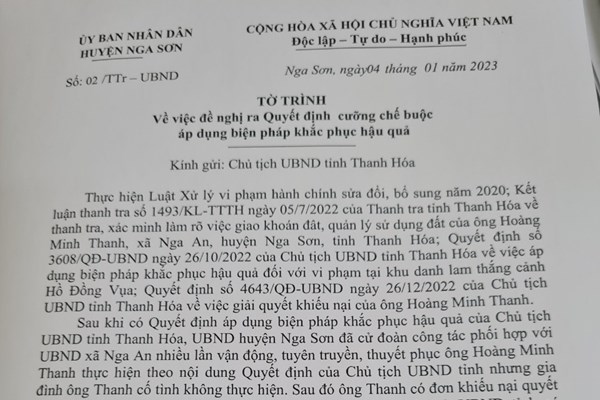 ỦY BAN NHÂN DÂN
HUYỆN NGA SƠN
CỘNG HÒA XÃ HỘI CHỦ NGHĨA VIỆT NAM
Độc lập – Tự do – Hạnh phúc
Số: 02 /TTr – UBND
Nga Sơn, ngày04 tháng 01 năm 2023
TỜ TRÌNH
Về việc đề nghị ra Quyết định cưỡng chế buộc
áp dụng biện pháp khắc phục hậu quả
Kính gửi: Chủ tịch UBND tỉnh Thanh Hóa
Thực hiện Luật Xử lý vi phạm hành chính sửa đổi, bổ sung năm 2020; Kết
luận thanh tra số 1493/KL-TTTH ngày 05/7/2022 của Thanh tra tỉnh Thanh Hóa về
thanh tra, xác minh làm rõ việc giao khoán đât, quản lý sử dụng đất của ông Hoàng
Minh Thanh, xã Nga An, huyện Nga Sơn, tỉnh Thanh Hóa; Quyết định số
3608/QĐ-UBND ngày 26/10/2022 của Chủ tịch UBND tỉnh Thanh Hóa về việc áp
dụng biện pháp khắc phục hậu quả đối với vi phạm tại khu danh lam thắng cảnh
Hồ Đồng Vụa; Quyết định số 4643/QĐ-UBND ngày 26/12/2022 của Chủ tịch
UBND tỉnh Thanh Hóa về việc giải quyết khiếu nại của ông Hoàng Minh Thanh.
Sau khi có Quyết định áp dụng biện pháp khắc phục hậu quả của Chủ tịch
UBND tỉnh Thanh Hóa, UBND huyện Nga Sơn đã cử đoàn công tác phối hợp với
UBND xã Nga An nhiều lần vận động, tuyên truyền, thuyết phục ông Hoàng Minh
Thanh thực hiện theo nội dung Quyết định của Chủ tịch UBND tỉnh nhưng gia
đình ông Thanh cố tình không thực hiện. Sau đó ông Thanh có đơn khiếu nại quyết